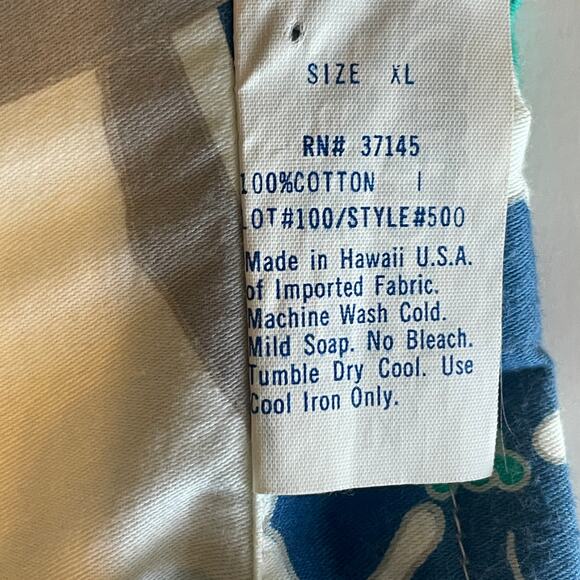 SIZE XL
RN# 37145
100%COTTON I
LOT#100/STYLE#500
Made in Hawaii U.S.A.
of Imported Fabric.
Machine Wash Cold.
Mild Soap. No Bleach.
Tumble Dry Cool. Use
Cool Iron Only.